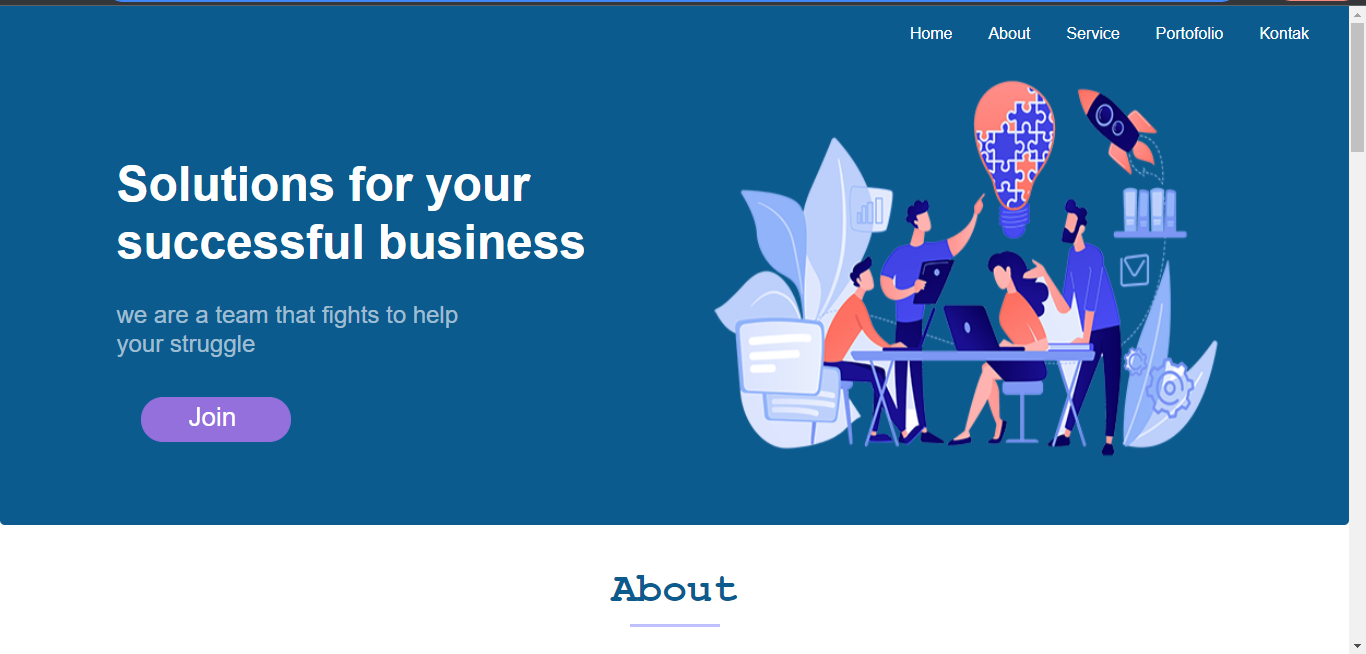 Home About Service Portofolio Kontak
Solutions for your
successful business
we are a team that fights to help
your struggle
Join
About